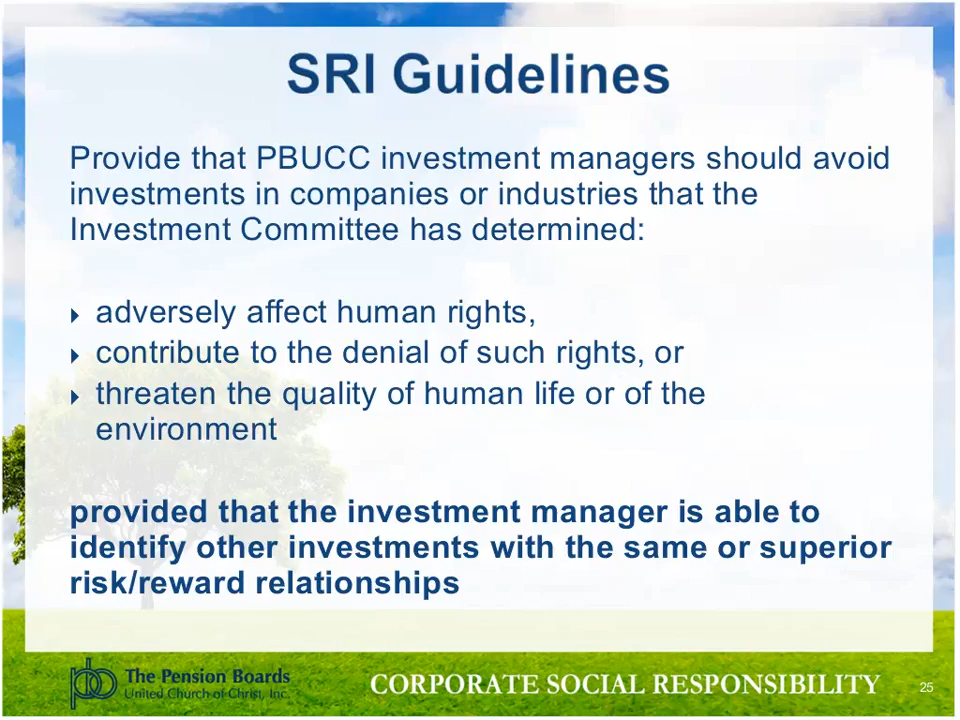 SRI Guidelines
Provide that PBUCC investment managers should avoid
investments in companies or industries that the
Investment Committee has determined:
adversely affect human rights,
contribute to the denial of such rights, or
threaten the quality of human life or of the
environment
provided that the investment manager is able to
identify other investments with the same or superior
risk/reward relationships
pb
The Pension Boards
United Church of Christ, Inc.
CORPORATE SOCIAL RESPONSIBILITY
25